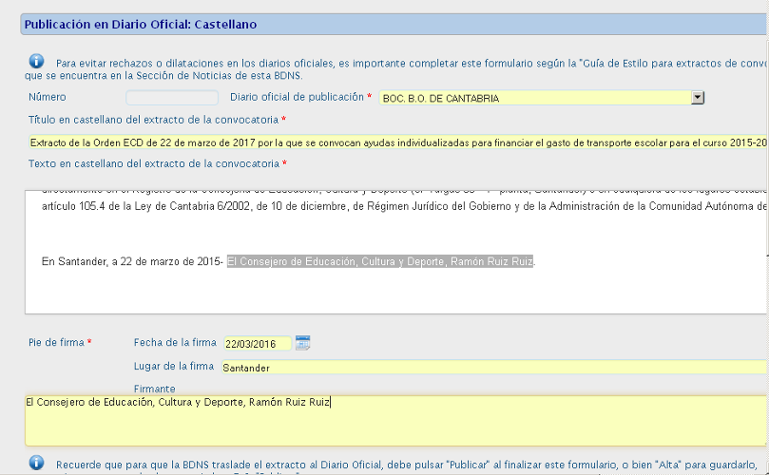 Publicación en Diario Oficial: Castellano
Para evitar rechazos o dilataciones en los diarios oficiales, es importante completar este formulario según la "Guía de Estilo para extractos de
que se encuentra en la Sección de Noticias de esta BDNS.
Número Diario oficial de publicación * BOC. B.O. DE CANTABRIA
Título en castellano del extracto de la convocatoria *
Extracto de la Orden ECD de 22 de marzo de 2017 por la que se convocan ayudas individualizadas para financiar el gasto de transporte escolar para el curso 2015-20
Texto en castellano del extracto de la convocatoria *
artículo 105.4 de la Ley de Cantabria 6/2002, de 10 de diciembre, de Régimen Jurídico del Gobierno y de la Administración de la Comunidad Autónoma de
En Santander, a 22 de marzo de 2015- El Consejero de Educación, Cultura y Deporte, Ramón Ruiz Ruiz.
Pie de firma * Fecha de la firma 22/03/2016
Lugar de la firma Santander
Firmante
El Consejero de Educación, Cultura y Deporte, Ramón Ruiz Ruiz
Recuerde que para que la BDNS traslade el extracto al Diario Oficial, debe pulsar "Publicar" al finalizar este formulario, o bien "Alta" para guardarlo,